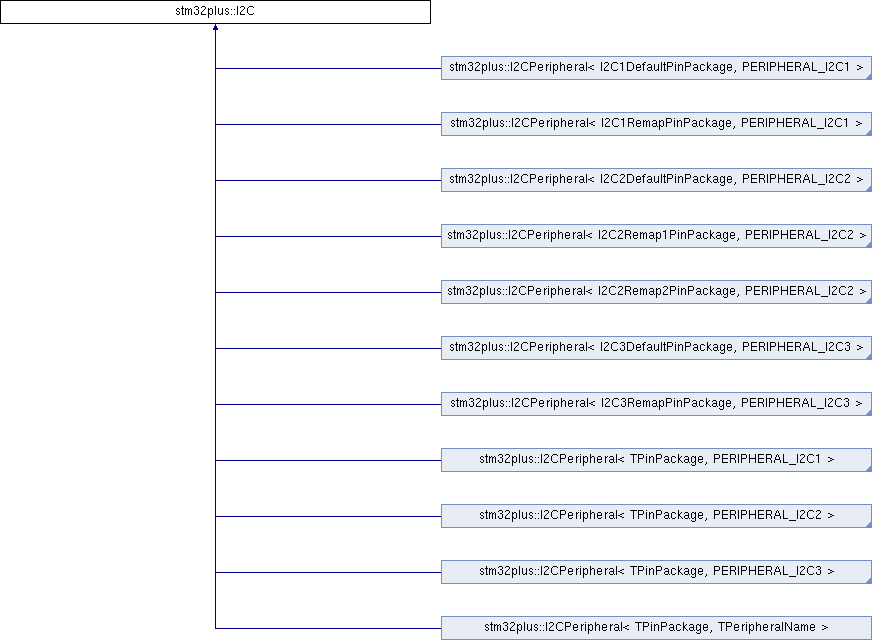 stm32plus::I2C
stm32plus::I2CPeripheral< I2C1DefaultPinPackage, PERIPHERAL_I2C1 >
stm32plus::I2CPeripheral< I2C1RemapPinPackage, PERIPHERAL_I2C1 >
stm32plus::I2CPeripheral< I2C2DefaultPinPackage, PERIPHERAL_I2C2 >
stm32plus::I2CPeripheral< I2C2Remap1PinPackage, PERIPHERAL_I2C2 >
stm32plus::I2CPeripheral< I2C2Remap2PinPackage, PERIPHERAL_I2C2 >
stm32plus::I2CPeripheral< I2C3DefaultPinPackage, PERIPHERAL_I2C3 >
stm32plus::I2CPeripheral< I2C3RemapPinPackage, PERIPHERAL_I2C3 >
stm32plus::I2CPeripheral< TPinPackage, PERIPHERAL_I2C1 >
stm32plus::I2CPeripheral< TPinPackage, PERIPHERAL_I2C2 >
stm32plus::I2CPeripheral< TPinPackage, PERIPHERAL_I2C3 >
stm32plus::I2CPeripheral< TPinPackage, TPeripheralName >